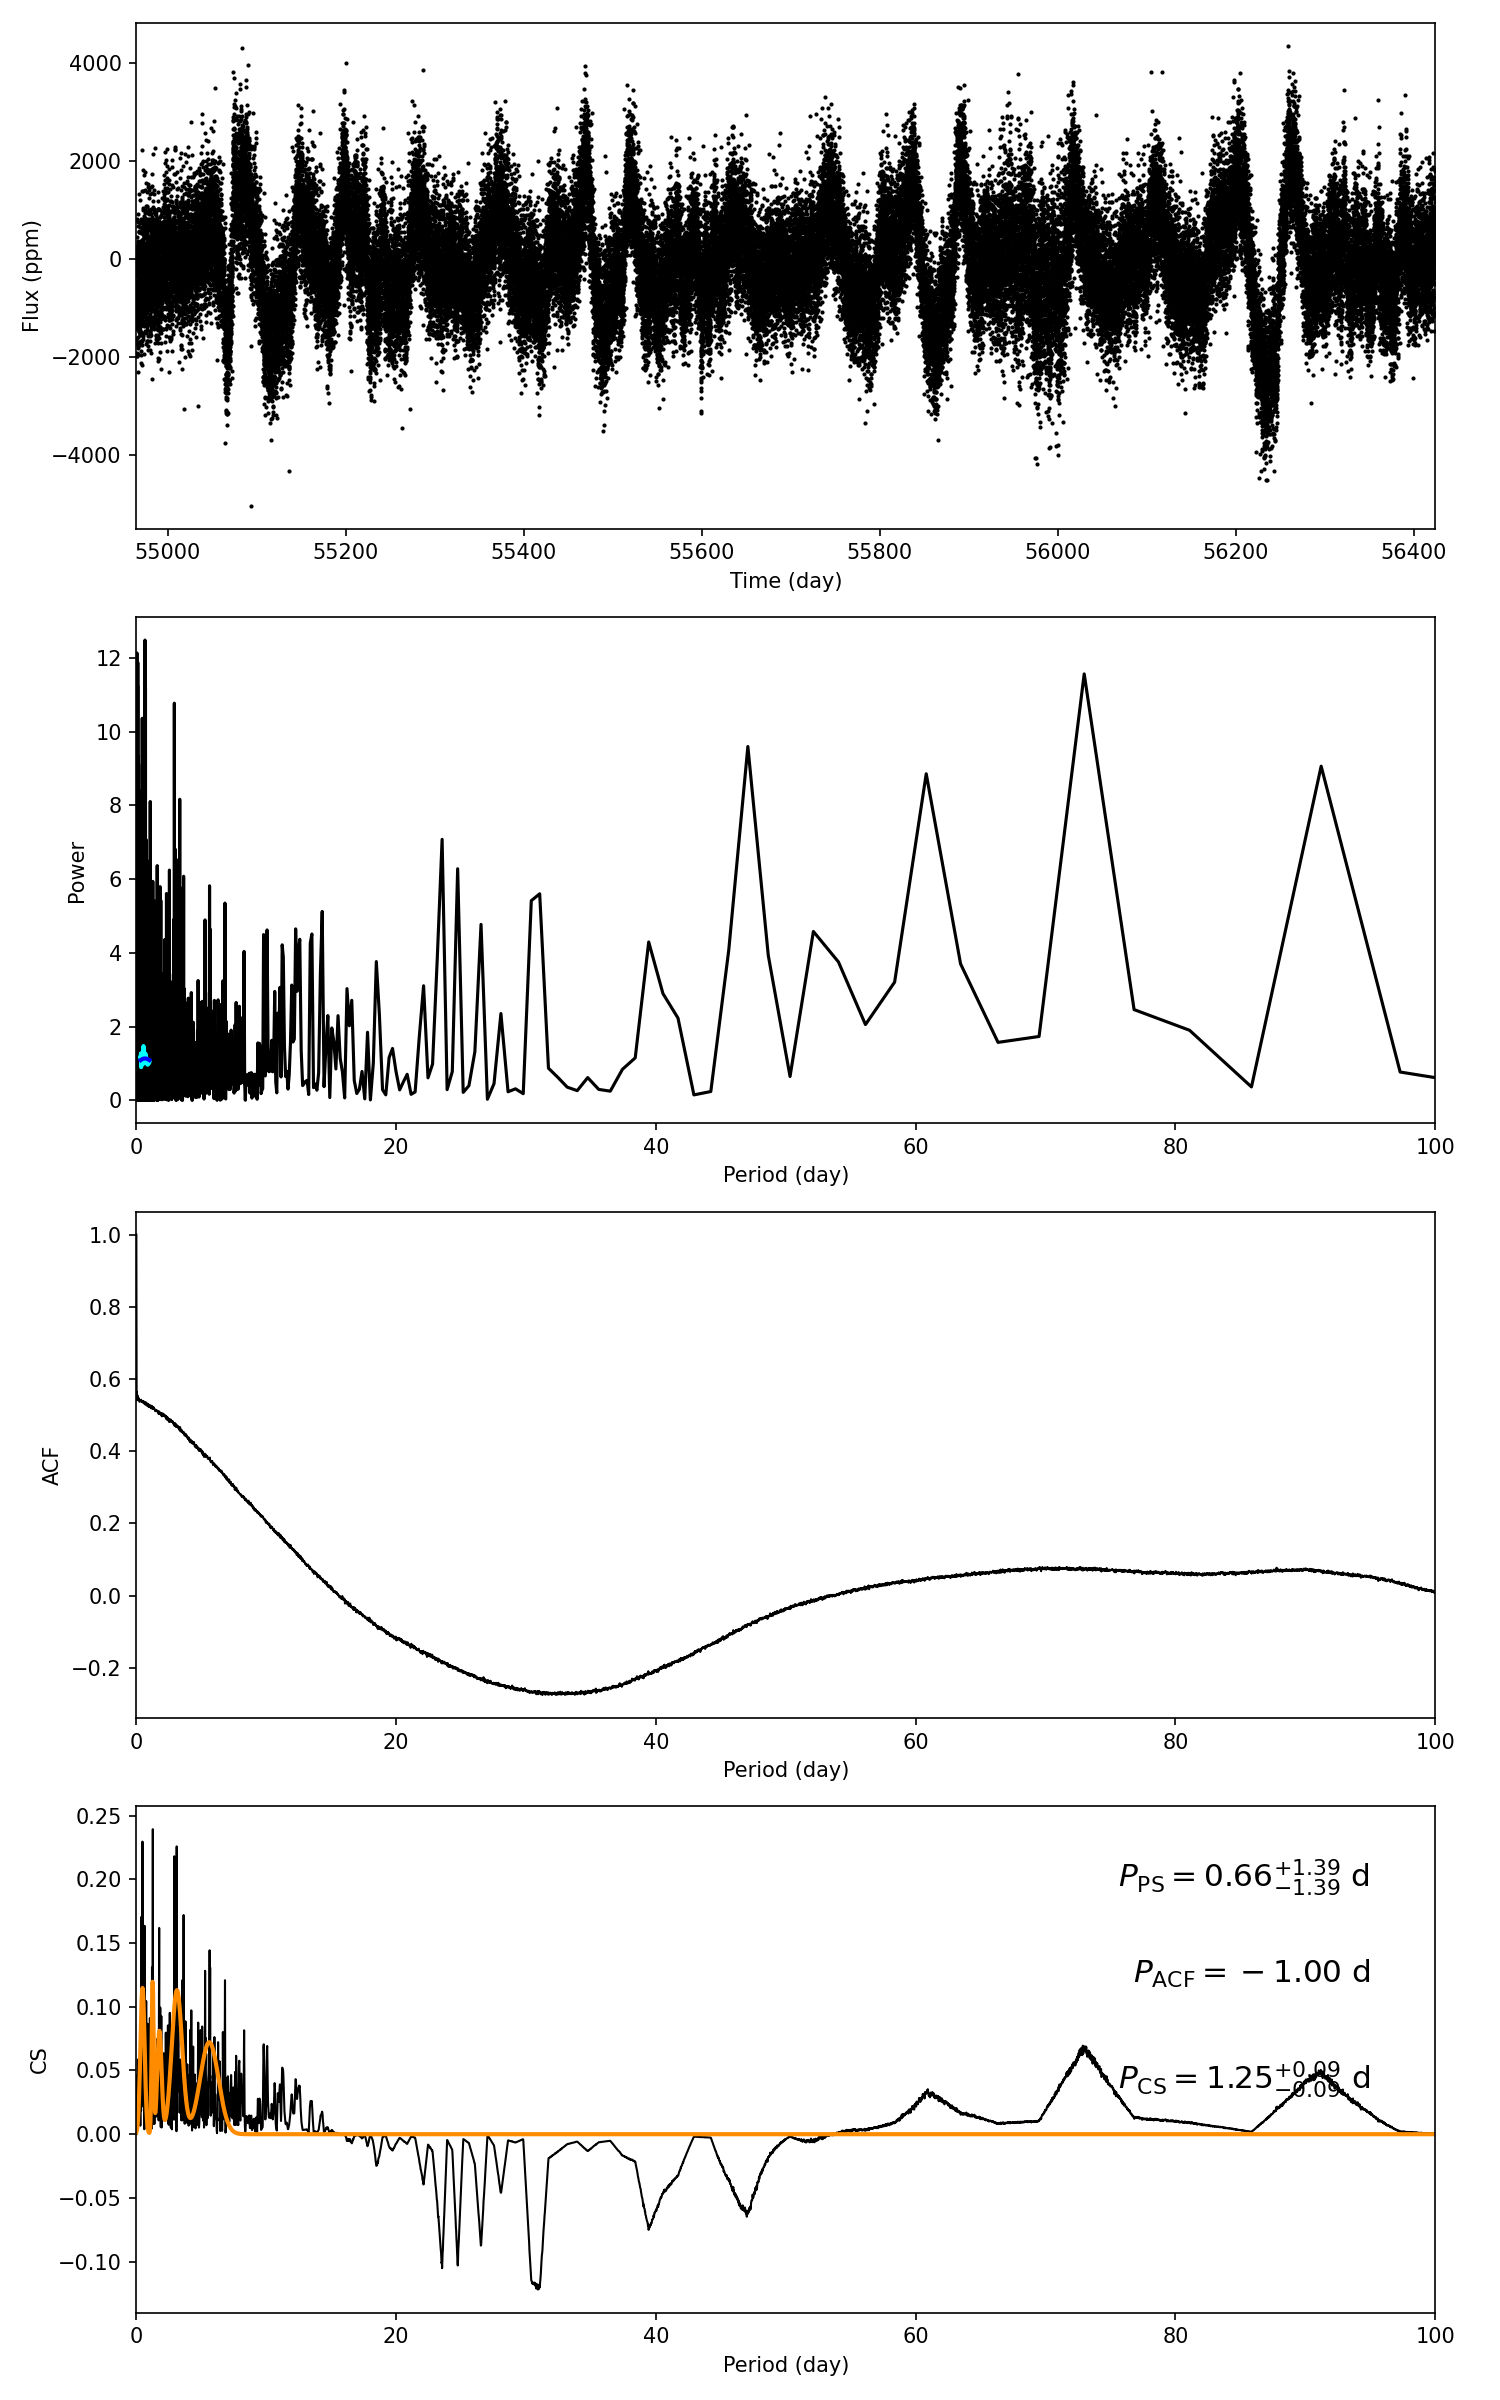 4000
2000
0
−2000
−4000
Flux (ppm)
55000 55200 55400 55600 55800 56000 56200 56400
Time (day)
12
10
8
6
4
2
0
Power
0 20 40 60 80 100
Period (day)
1.0
0.8
0.6
0.4
0.2
0.0
−0.2
ACF
0 20 40 60 80 100
Period (day)
0.25
0.20
0.15
0.10
0.05
0.00
−0.05
−0.10
CS
P_PS = 0.66 +1.39 −1.39 d
P_ACF = −1.00 d
P_CS = 1.25 +0.09 −0.09 d
0 20 40 60 80 100
Period (day)